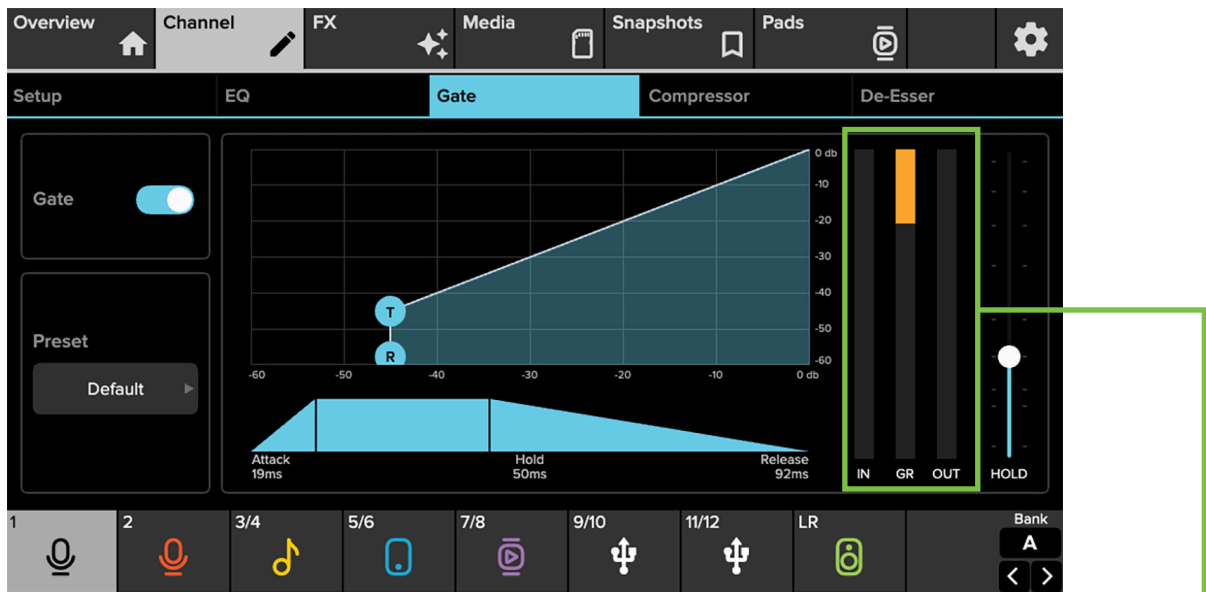 Overview Channel FX Media Snapshots Pads
Setup EQ Gate Compressor De-Esser
Gate
Preset
Default
0 db
-10
-20
-30
-40
-50
-60
T
R
-60 -50 -40 -30 -20 -10 0 db
Attack Hold Release
19ms 50ms 92ms
IN GR OUT HOLD
1 2 3/4 5/6 7/8 9/10 11/12 LR Bank
A